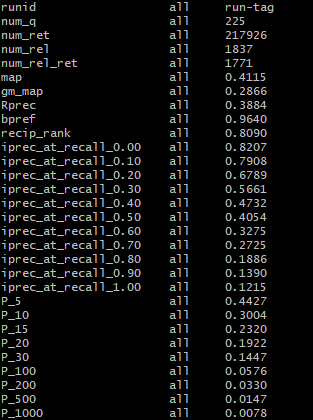 runid all run-tag
num_q all 225
num_ret all 217926
num_rel all 1837
num_rel_ret all 1771
map all 0.4115
gm_map all 0.2866
Rprec all 0.3884
bpref all 0.9640
recip_rank all 0.8090
iprec_at_recall_0.00 all 0.8207
iprec_at_recall_0.10 all 0.7908
iprec_at_recall_0.20 all 0.6789
iprec_at_recall_0.30 all 0.5661
iprec_at_recall_0.40 all 0.4732
iprec_at_recall_0.50 all 0.4054
iprec_at_recall_0.60 all 0.3275
iprec_at_recall_0.70 all 0.2725
iprec_at_recall_0.80 all 0.1886
iprec_at_recall_0.90 all 0.1390
iprec_at_recall_1.00 all 0.1215
P_5 all 0.4427
P_10 all 0.3004
P_15 all 0.2320
P_20 all 0.1922
P_30 all 0.1447
P_100 all 0.0576
P_200 all 0.0330
P_500 all 0.0147
P_1000 all 0.0078